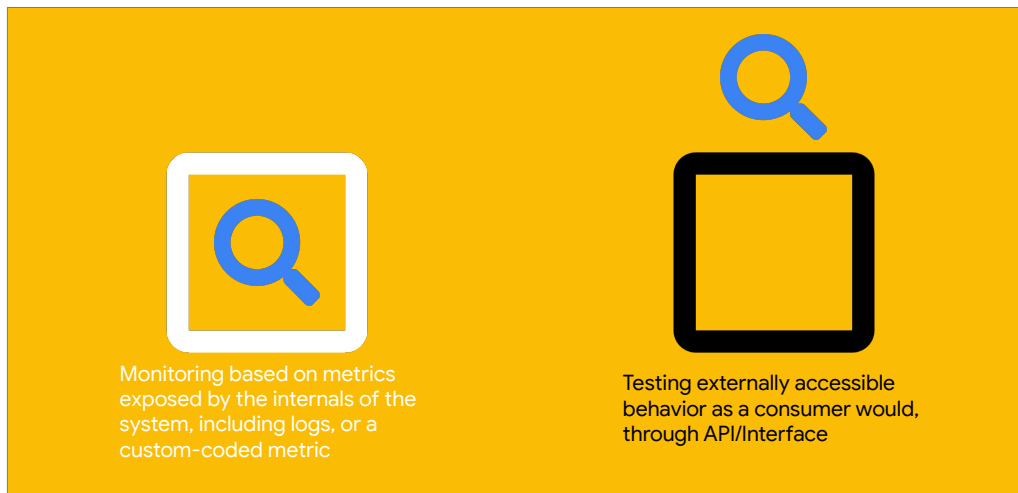 Monitoring based on metrics
exposed by the internals of the
system, including logs, or a
custom-coded metric
Testing externally accessible
behavior as a consumer would,
through API/Interface